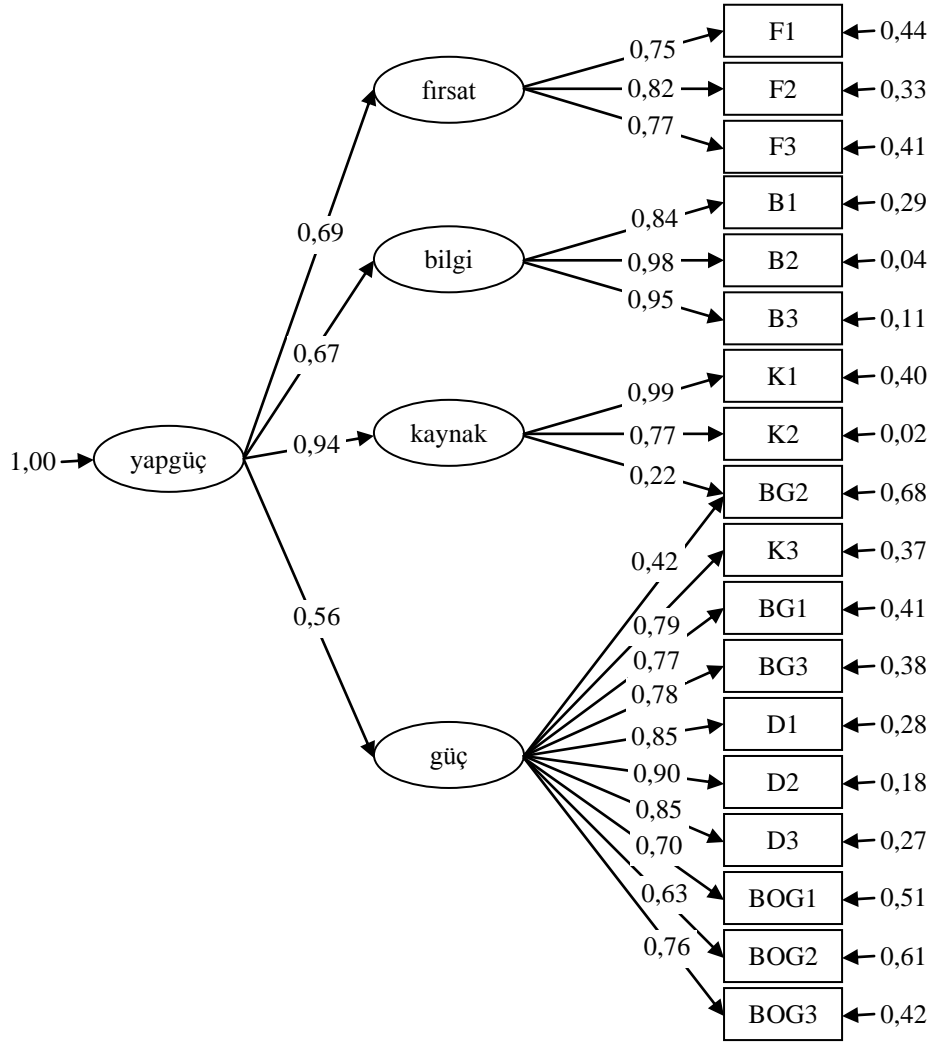 F1
0,44
0,75
fırsat
0,82
F2
0,33
0,77
F3
0,41
B1
0,29
0,84
0,69
bilgi
0,98
B2
0,04
0,95
B3
0,11
0,67
K1
0,40
0,99
kaynak
0,77
K2
0,02
0,94
1,00
yapgüç
0,22
BG2
0,68
0,42
K3
0,37
0,56
0,79
BG1
0,41
0,77
BG3
0,38
0,78
D1
0,28
güç
0,85
0,90
D2
0,18
0,85
D3
0,27
0,70
BOG1
0,51
0,63
BOG2
0,61
0,76
BOG3
0,42